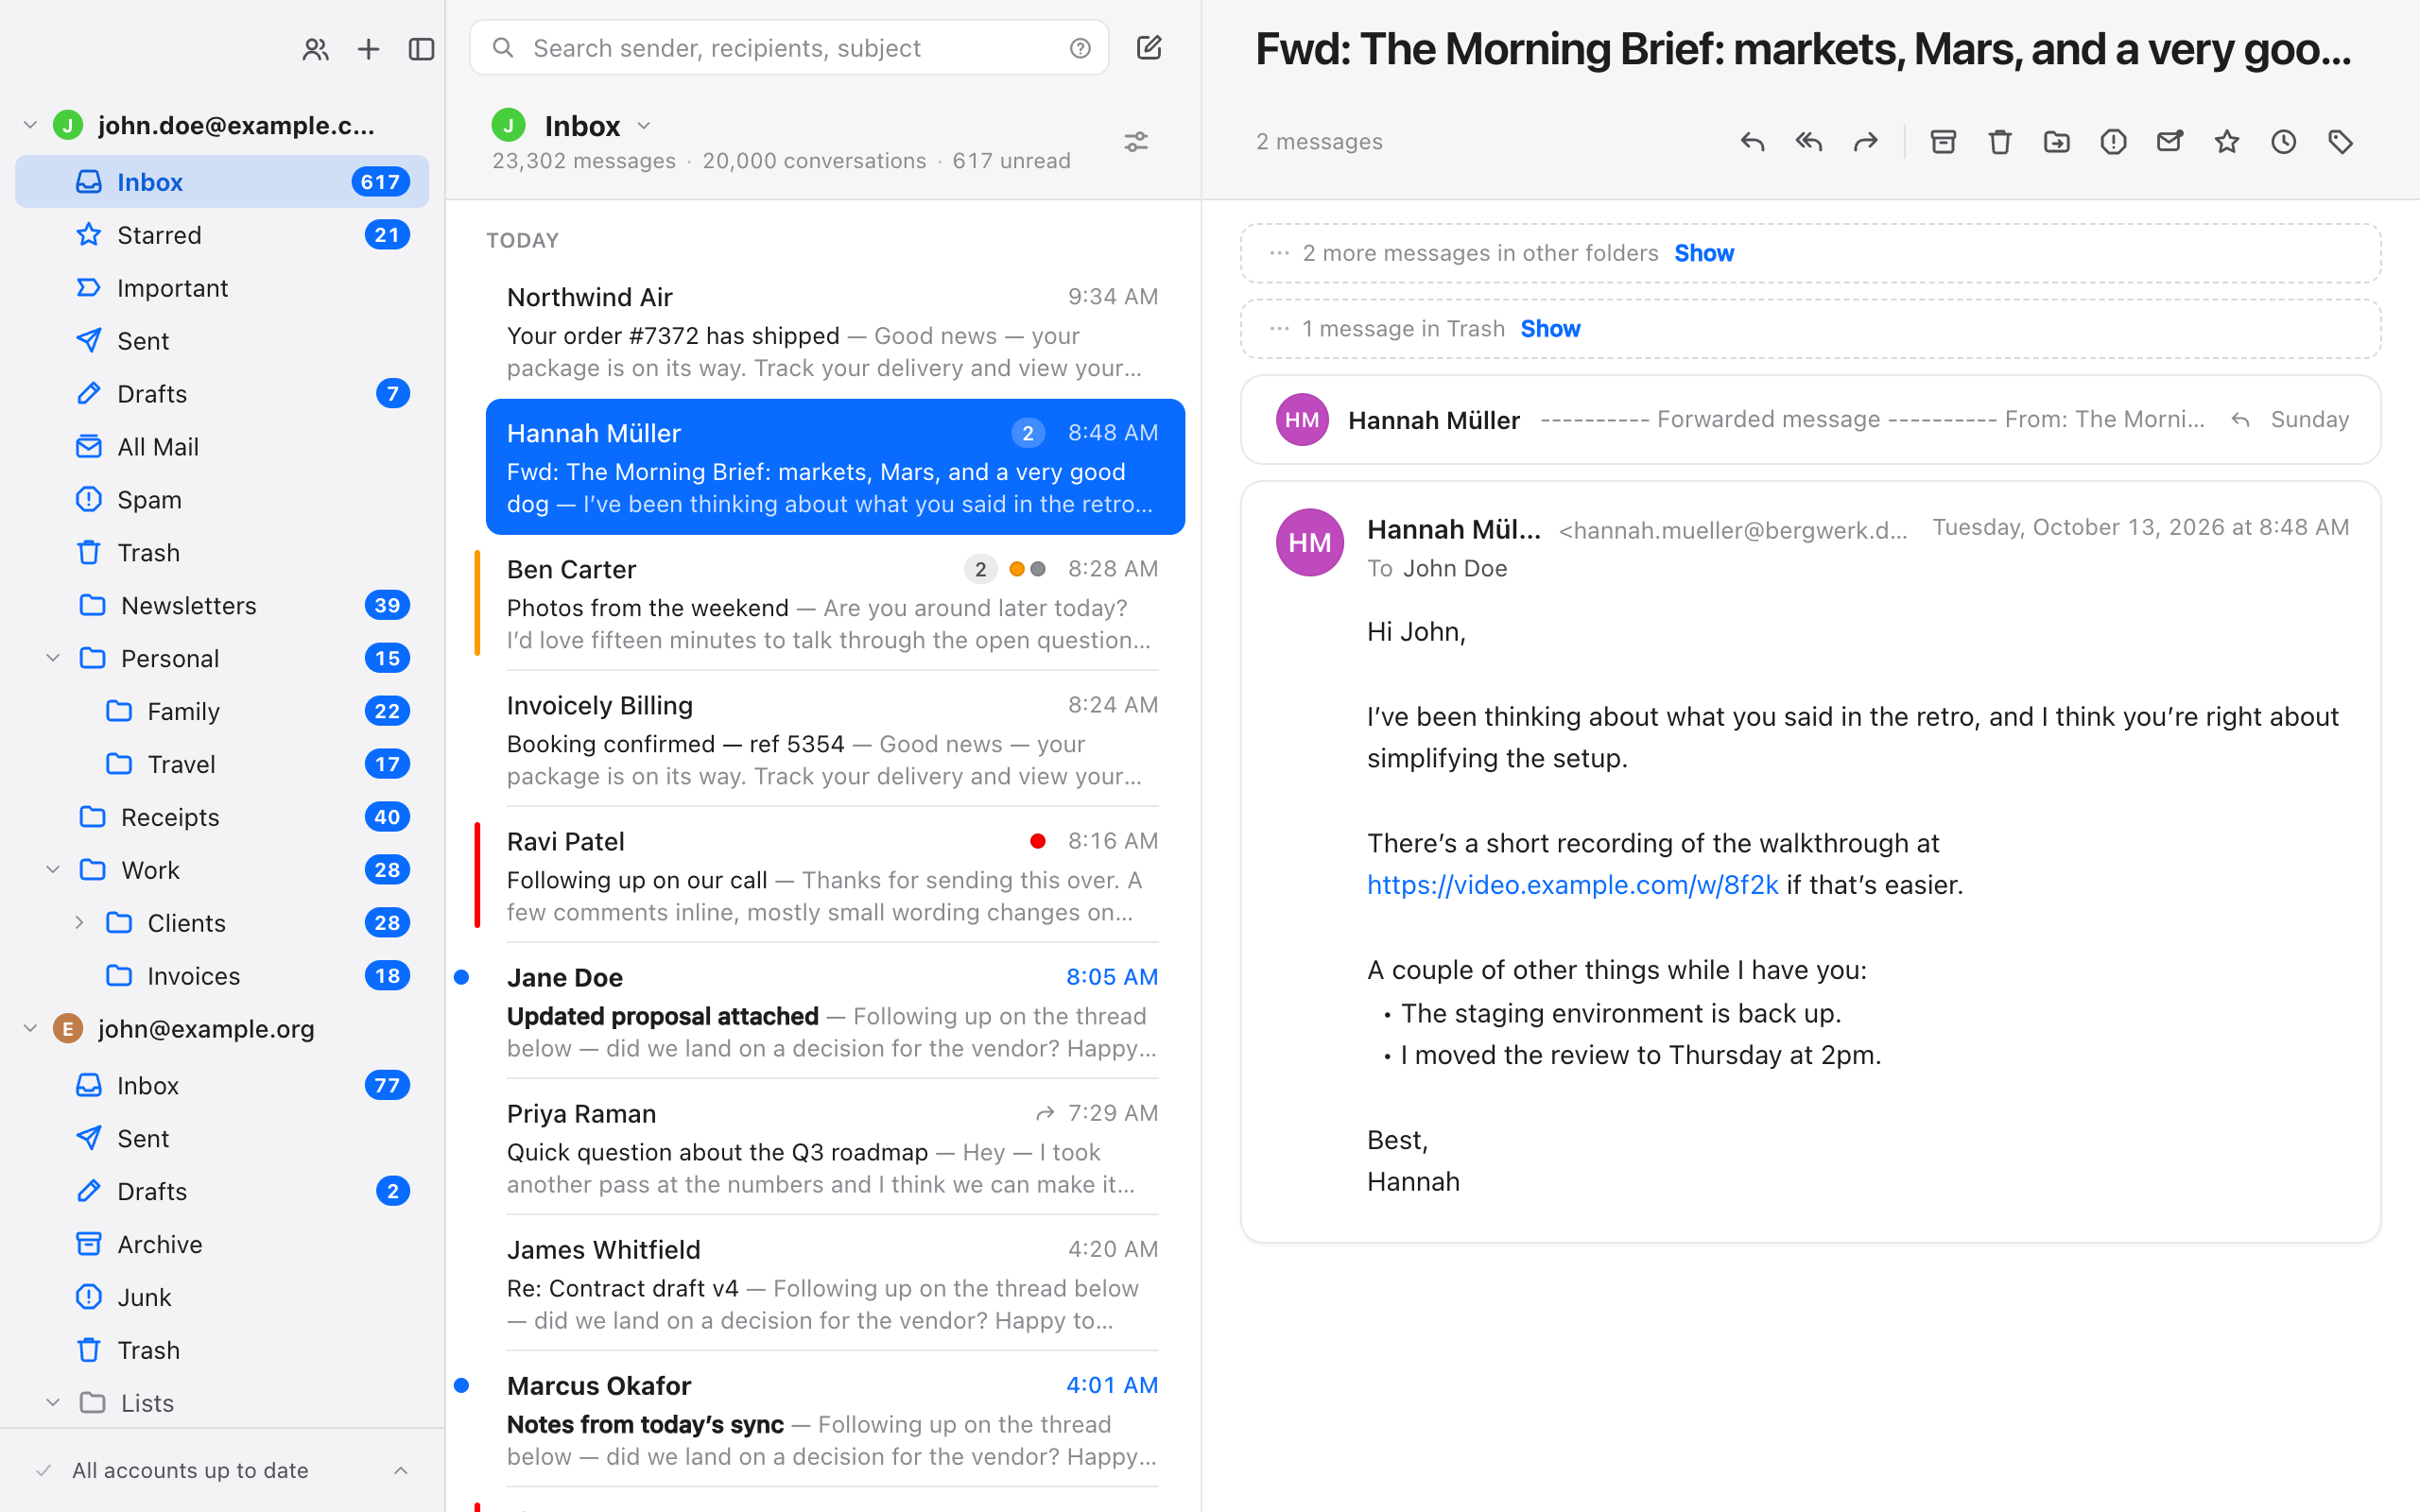 J john.doe@example.c...
Inbox 617
Starred 21
Important
Sent
Drafts 7
All Mail
Spam
Trash
Newsletters 39
Personal 15
Family 22
Travel 17
Receipts 40
Work 28
Clients 28
Invoices 18
E john@example.org
Inbox 77
Sent
Drafts 2
Archive
Junk
Trash
Lists
All accounts up to date
Search sender, recipients, subject
J Inbox
23,302 messages · 20,000 conversations · 617 unread
TODAY
Northwind Air 9:34 AM
Your order #7372 has shipped — Good news — your
package is on its way. Track your delivery and view your...
Hannah Müller 2 8:48 AM
Fwd: The Morning Brief: markets, Mars, and a very good
dog — I’ve been thinking about what you said in the retro...
Ben Carter 2 8:28 AM
Photos from the weekend — Are you around later today?
I’d love fifteen minutes to talk through the open question...
Invoicely Billing 8:24 AM
Booking confirmed — ref 5354 — Good news — your
package is on its way. Track your delivery and view your...
Ravi Patel 8:16 AM
Following up on our call — Thanks for sending this over. A
few comments inline, mostly small wording changes on...
Jane Doe 8:05 AM
Updated proposal attached — Following up on the thread
below — did we land on a decision for the vendor? Happy...
Priya Raman 7:29 AM
Quick question about the Q3 roadmap — Hey — I took
another pass at the numbers and I think we can make it...
James Whitfield 4:20 AM
Re: Contract draft v4 — Following up on the thread below
— did we land on a decision for the vendor? Happy to...
Marcus Okafor 4:01 AM
Notes from today’s sync — Following up on the thread
below — did we land on a decision for the vendor? Happy...
Fwd: The Morning Brief: markets, Mars, and a very goo...
2 messages
··· 2 more messages in other folders Show
··· 1 message in Trash Show
HM Hannah Müller ---------- Forwarded message ---------- From: The Morni... Sunday
HM Hannah Mül... <hannah.mueller@bergwerk.d... Tuesday, October 13, 2026 at 8:48 AM
To John Doe
Hi John,
I’ve been thinking about what you said in the retro, and I think you’re right about
simplifying the setup.
There’s a short recording of the walkthrough at
https://video.example.com/w/8f2k if that’s easier.
A couple of other things while I have you:
• The staging environment is back up.
• I moved the review to Thursday at 2pm.
Best,
Hannah